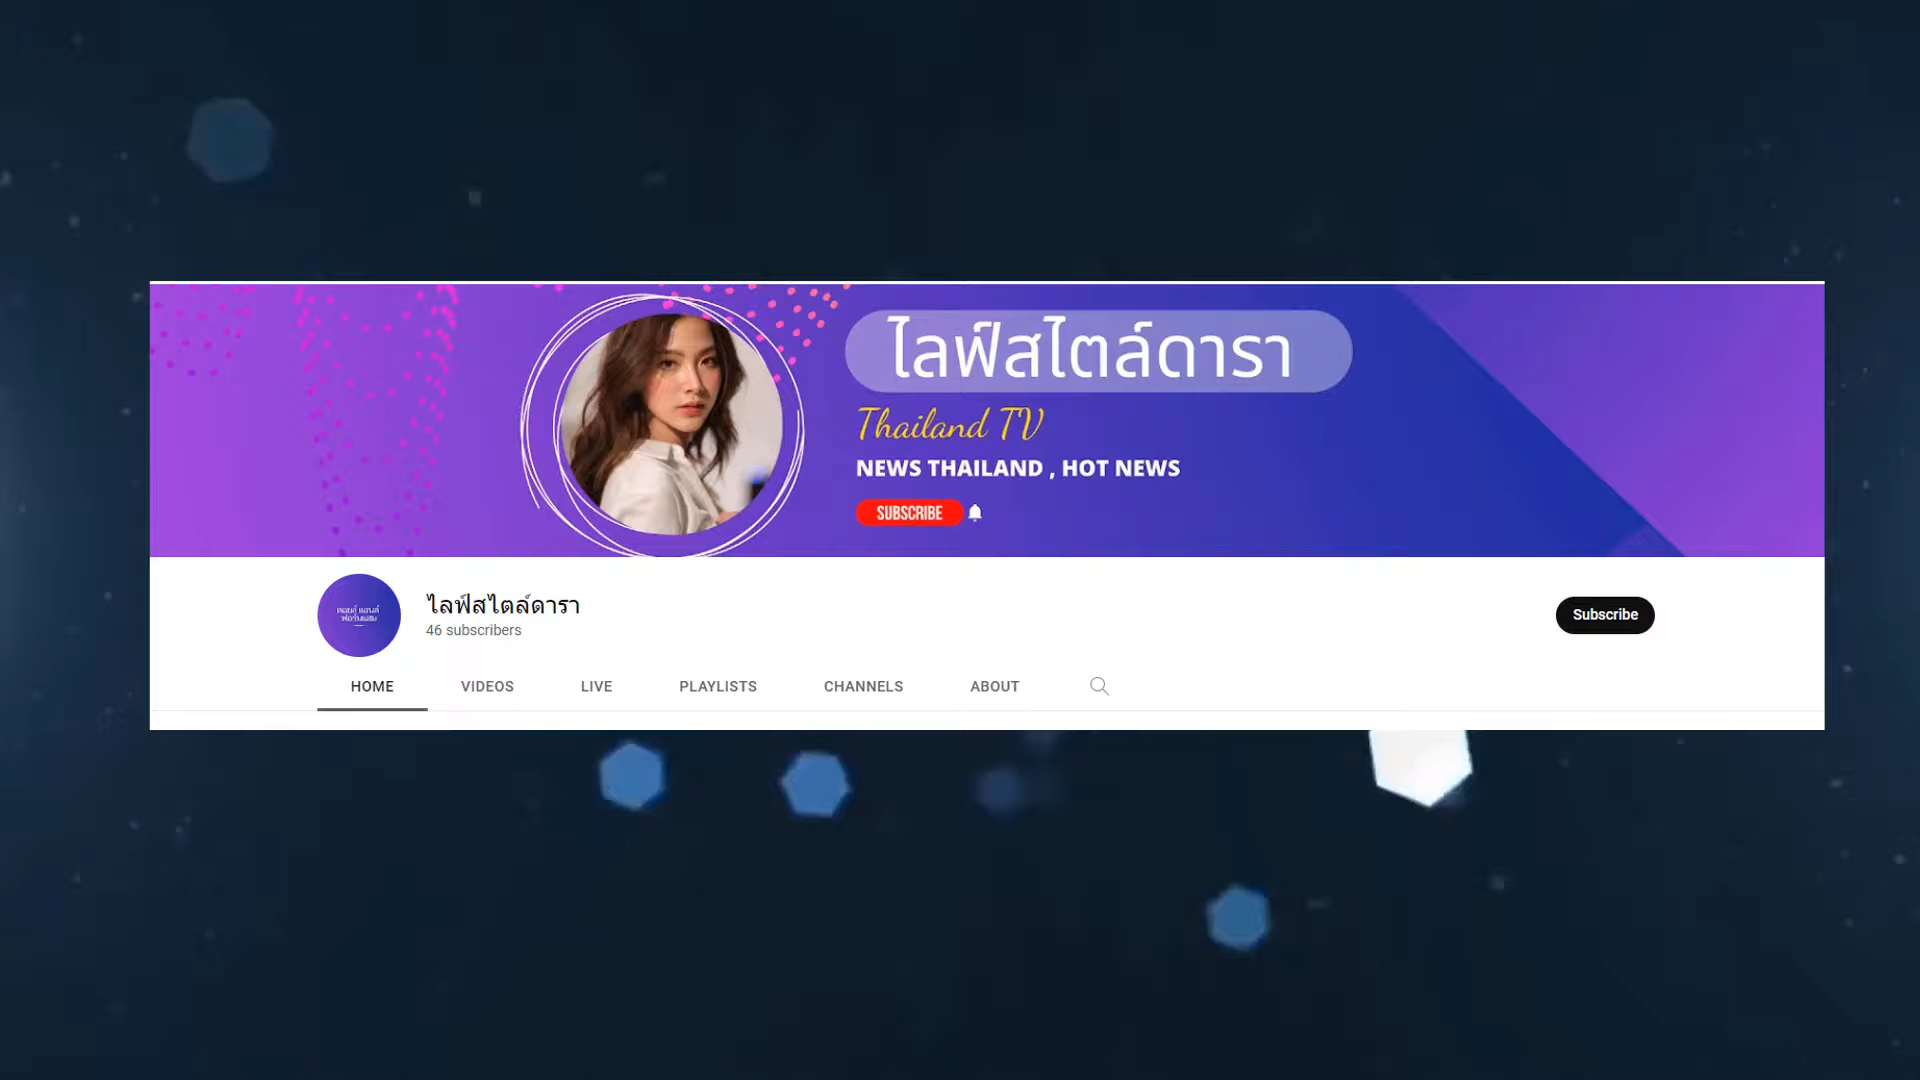 ไลฟ์สไตล์ดารา
Thailand TV
NEWS THAILAND , HOT NEWS
SUBSCRIBE
ไลฟ์สไตล์ดารา
46 subscribers
Subscribe
HOME VIDEOS LIVE PLAYLISTS CHANNELS ABOUT